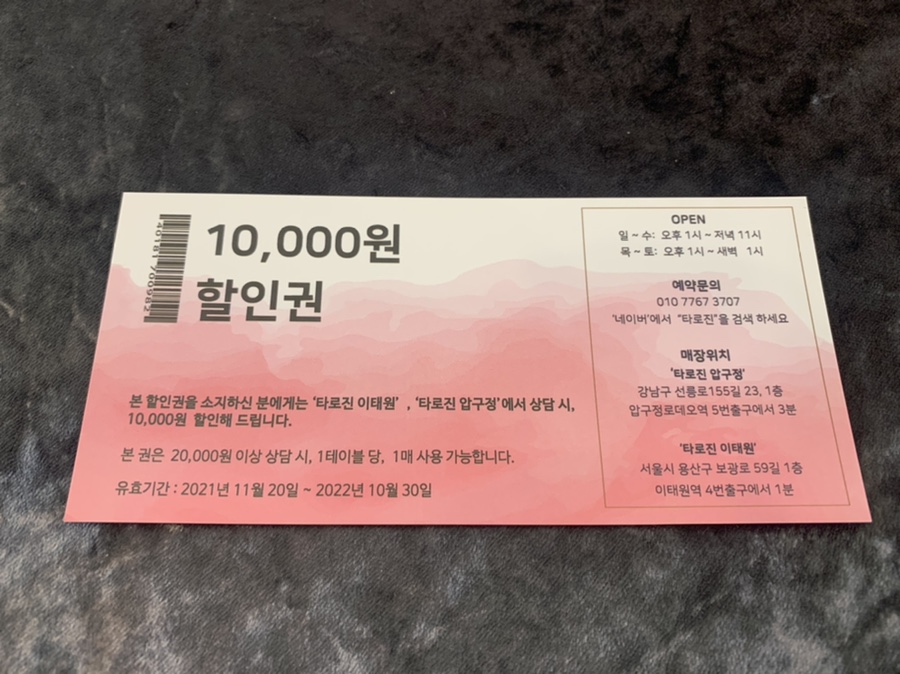 40181700982
10,000원
할인권
본 할인권을 소지하신 분에게는 '타로진 이태원' , '타로진 압구정'에서 상담 시,
10,000원 할인해 드립니다.
본 권은 20,000원 이상 상담 시, 1테이블 당, 1매 사용 가능합니다.
유효기간 : 2021년 11월 20일 ~ 2022년 10월 30일
OPEN
일 ~ 수: 오후 1시 ~ 저녁 11시
목 ~ 토: 오후 1시 ~ 새벽 1시
예약문의
010 7767 3707
'네이버'에서 "타로진"을 검색 하세요
매장위치
'타로진 압구정'
강남구 선릉로155길 23, 1층
압구정로데오역 5번출구에서 3분
'타로진 이태원'
서울시 용산구 보광로 59길 1층
이태원역 4번출구에서 1분